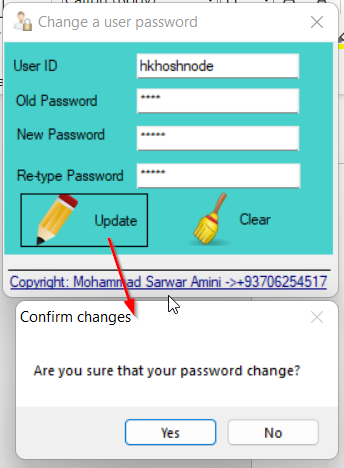 Change a user password
User ID hkhoshnode
Old Password ****
New Password *****
Re-type Password *****
Update Clear
Copyright: Mohammad Sarwar Amini ->+93706254517
Confirm changes
Are you sure that your password change?
Yes No